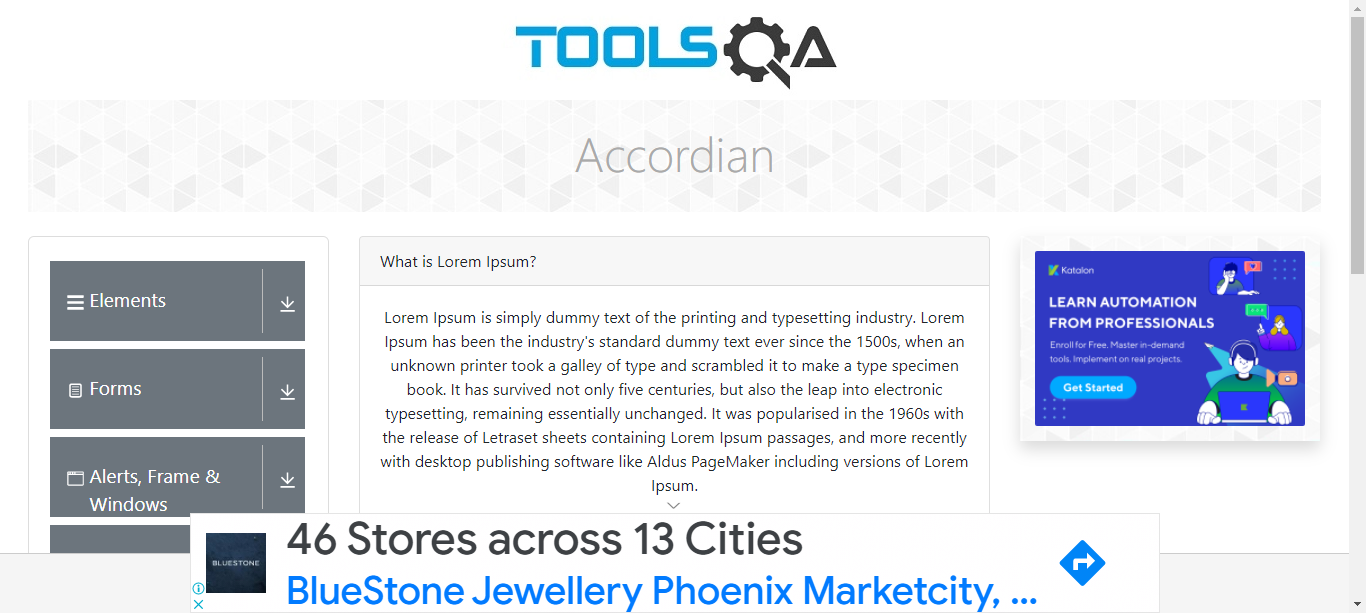 TOOLSQA
Accordian
Elements
Forms
Alerts, Frame &
Windows
What is Lorem Ipsum?
Lorem Ipsum is simply dummy text of the printing and typesetting industry. Lorem
Ipsum has been the industry's standard dummy text ever since the 1500s, when an
unknown printer took a galley of type and scrambled it to make a type specimen
book. It has survived not only five centuries, but also the leap into electronic
typesetting, remaining essentially unchanged. It was popularised in the 1960s with
the release of Letraset sheets containing Lorem Ipsum passages, and more recently
with desktop publishing software like Aldus PageMaker including versions of Lorem
Ipsum.
Katalon
LEARN AUTOMATION
FROM PROFESSIONALS
Enroll for Free. Master in-demand
tools. Implement on real projects.
Get Started
BLUESTONE
46 Stores across 13 Cities
BlueStone Jewellery Phoenix Marketcity, ...